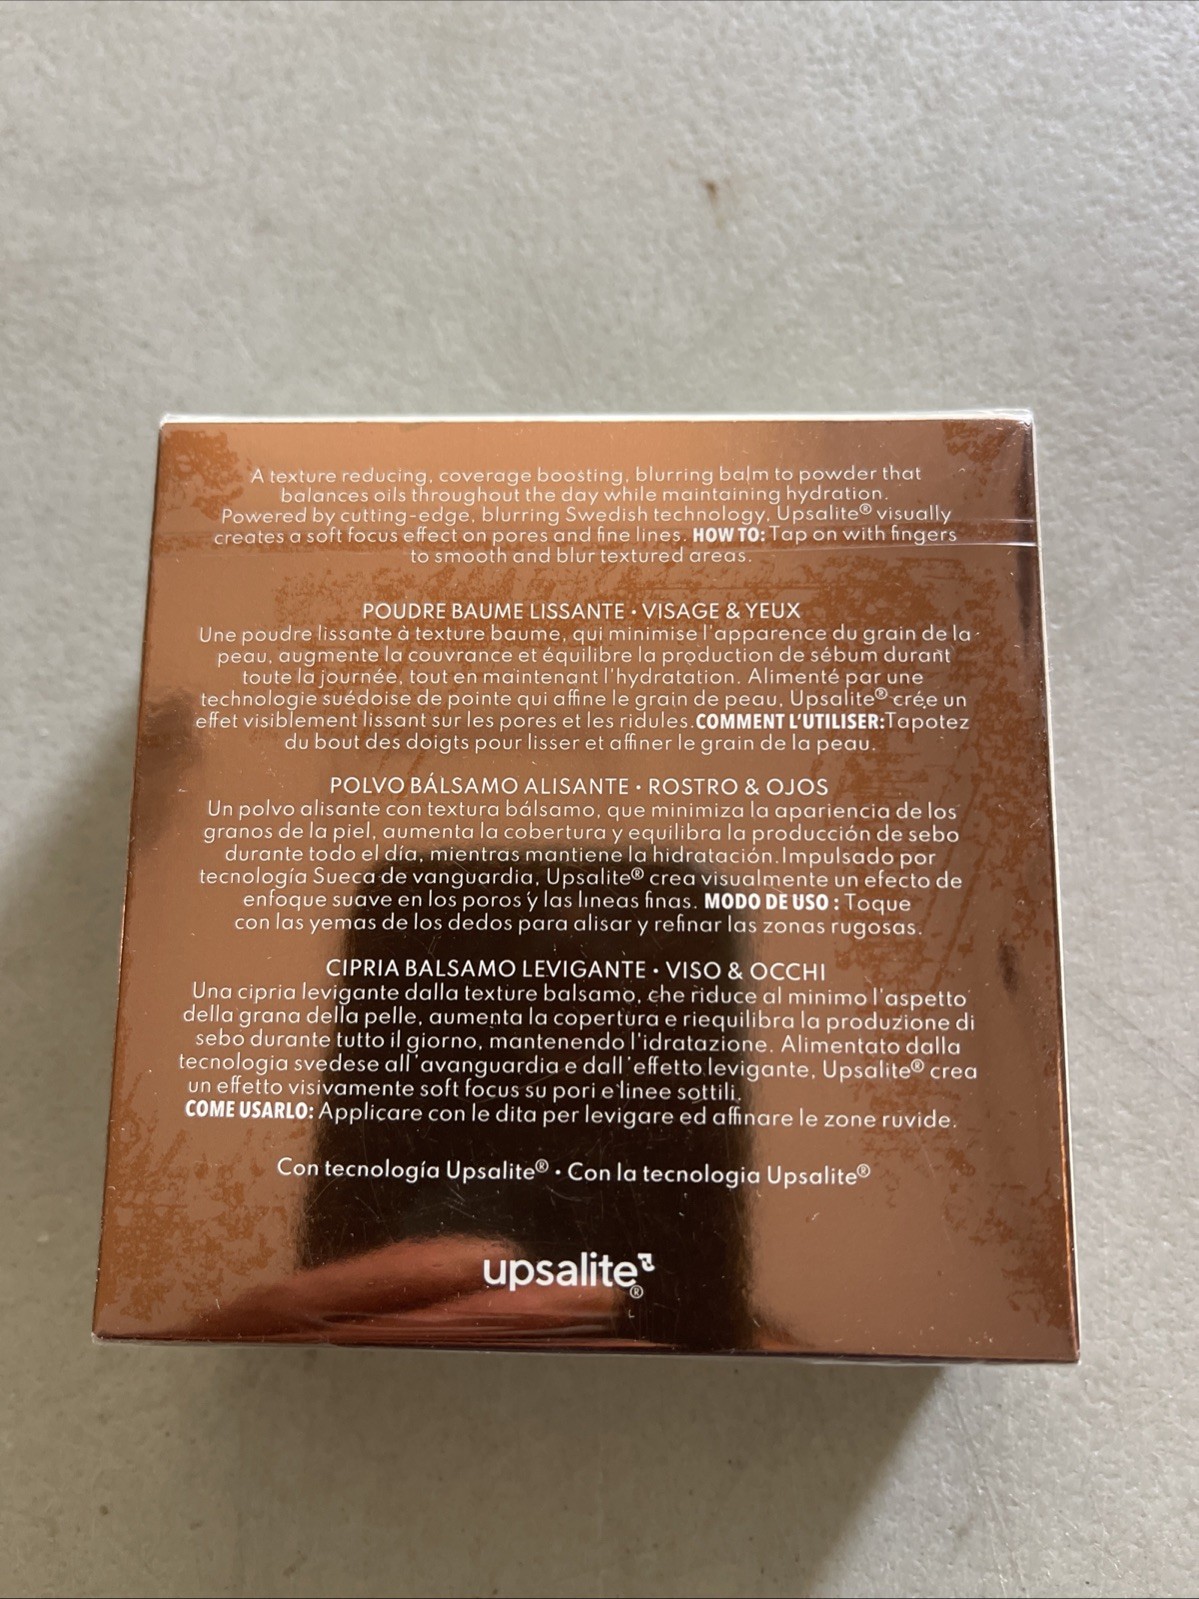 A texture reducing, coverage boosting, blurring balm to powder that
balances oils throughout the day while maintaining hydration.
Powered by cutting-edge, blurring Swedish technology, Upsalite® visually
creates a soft focus effect on pores and fine lines. HOW TO: Tap on with fingers
to smooth and blur textured areas.
POUDRE BAUME LISSANTE • VISAGE & YEUX
Une poudre lissante à texture baume, qui minimise l'apparence du grain de la
peau, augmente la couvrance et équilibre la production de sébum durant
toute la journée, tout en maintenant l'hydratation. Alimenté par une
technologie suédoise de pointe qui affine le grain de peau, Upsalite® crée un
effet visiblement lissant sur les pores et les ridules. COMMENT L'UTILISER: Tapotez
du bout des doigts pour lisser et affiner le grain de la peau.
POLVO BÁLSAMO ALISANTE • ROSTRO & OJOS
Un polvo alisante con textura bálsamo, que minimiza la apariencia de los
granos de la piel, aumenta la cobertura y equilibra la producción de sebo
durante todo el día, mientras mantiene la hidratación. Impulsado por
tecnología Sueca de vanguardia, Upsalite® crea visualmente un efecto de
enfoque suave en los poros y las lineas finas. MODO DE USO : Toque
con las yemas de los dedos para alisar y refinar las zonas rugosas.
CIPRIA BALSAMO LEVIGANTE • VISO & OCCHI
Una cipria levigante dalla texture balsamo, che riduce al minimo l'aspetto
della grana della pelle, aumenta la copertura e riequilibra la produzione di
sebo durante tutto il giorno, mantenendo l'idratazione. Alimentato dalla
tecnologia svedese all'avanguardia e dall'effetto levigante, Upsalite® crea
un effetto visivamente soft focus su pori e linee sottili.
COME USARLO: Applicare con le dita per levigare ed affinare le zone ruvide.
Con tecnología Upsalite® • Con la tecnologia Upsalite®
upsalite®